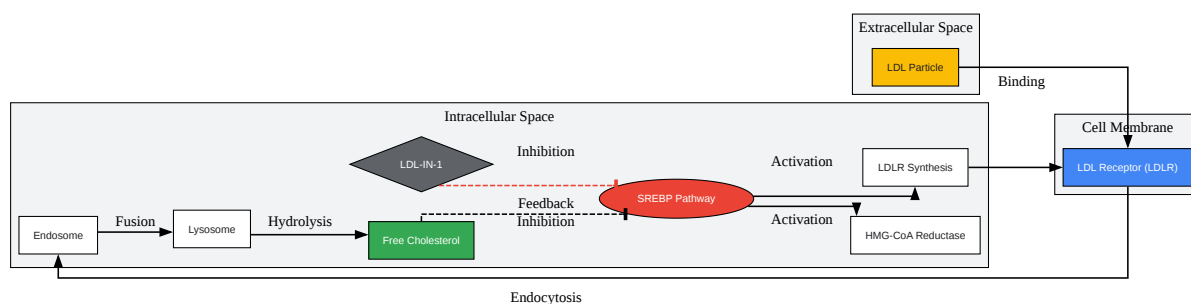 Extracellular Space
LDL Particle
Binding
Intracellular Space
Cell Membrane
LDL-IN-1
Inhibition
Activation
LDLR Synthesis
LDL Receptor (LDLR)
SREBP Pathway
Feedback
Inhibition
Activation
Fusion
Hydrolysis
Endosome
Lysosome
Free Cholesterol
HMG-CoA Reductase
Endocytosis